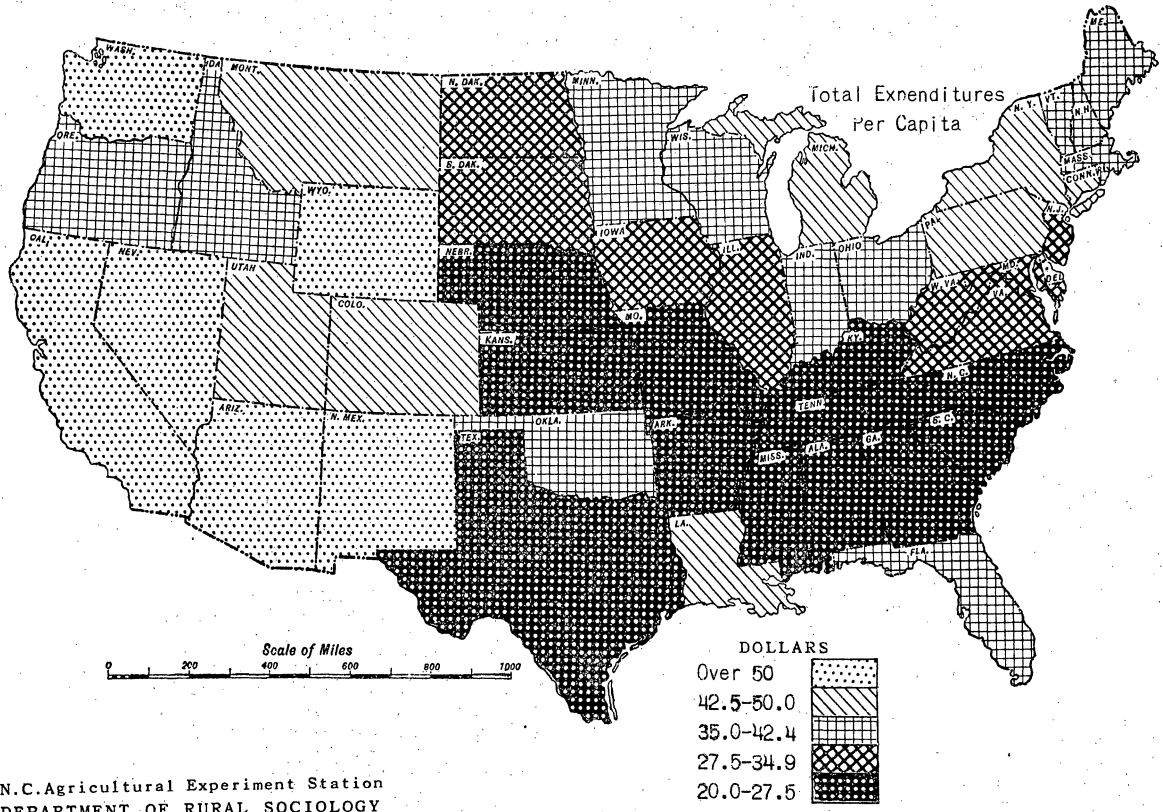 Total Expenditures
Per Capita
WASH.
IDA
MONT.
N. DAK.
MINN.
ME.
ORE.
S. DAK.
WIS.
MICH.
N. Y.
VT.
N.H.
MASS.
CONN.
R.I.
WYO.
CAL.
NEV.
UTAH
COLO.
NEBR.
IOWA
ILL.
IND.
OHIO
PA.
N.J.
MD.
DEL
W. VA.
VA.
KANS.
MO.
KY.
N. C.
ARIZ.
N. MEX.
TEX.
OKLA.
ARK.
TENN.
MISS.
ALA.
GA.
S. C.
LA.
FLA.
Scale of Miles
0 200 400 600 800 1000
DOLLARS
Over 50
42.5-50.0
35.0-42.4
27.5-34.9
20.0-27.5
N.C.Agricultural Experiment Station
DEPARTMENT OF RURAL SOCIOLOGY